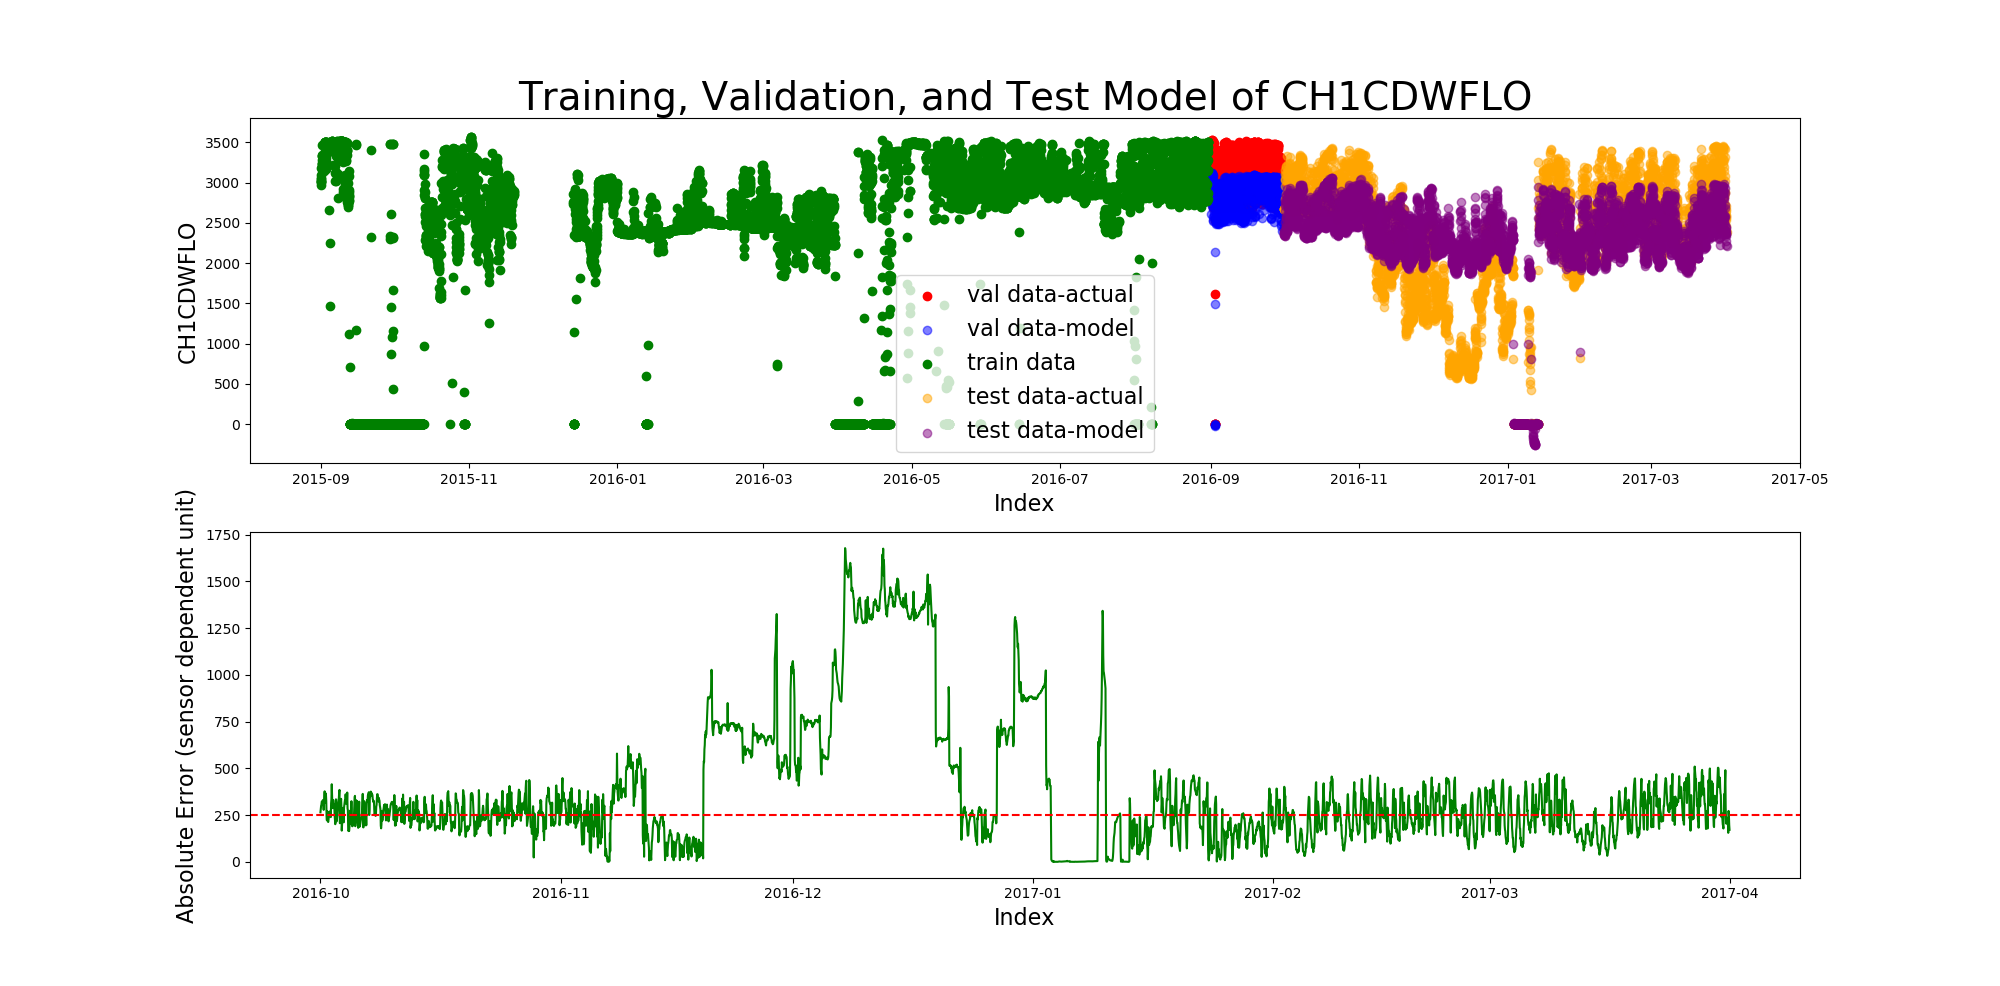 Training, Validation, and Test Model of CH1CDWFLO
CH1CDWFLO
3500
3000
2500
2000
1500
1000
500
0
val data-actual
val data-model
train data
test data-actual
test data-model
2015-09 2015-11 2016-01 2016-03 2016-05 2016-07 2016-09 2016-11 2017-01 2017-03 2017-05
Index
Absolute Error (sensor dependent unit)
1750
1500
1250
1000
750
500
250
0
2016-10 2016-11 2016-12 2017-01 2017-02 2017-03 2017-04
Index